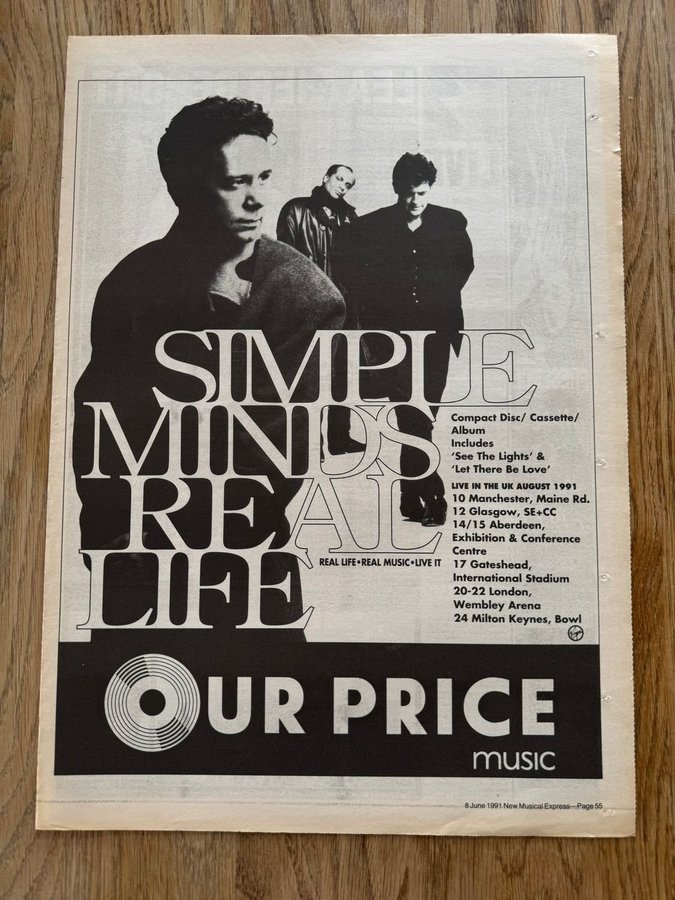 SIMPLE
MINDS
REAL
LIFE
Compact Disc/ Cassette/
Album
Includes
'See The Lights' &
'Let There Be Love'
LIVE IN THE UK AUGUST 1991
10 Manchester, Maine Rd.
12 Glasgow, SE+CC
14/15 Aberdeen,
Exhibition & Conference
Centre
17 Gateshead,
International Stadium
20-22 London,
Wembley Arena
24 Milton Keynes, Bowl
REAL LIFE•REAL MUSIC•LIVE IT
Virgin
OUR PRICE
music
8 June 1991 New Musical Express—Page 55